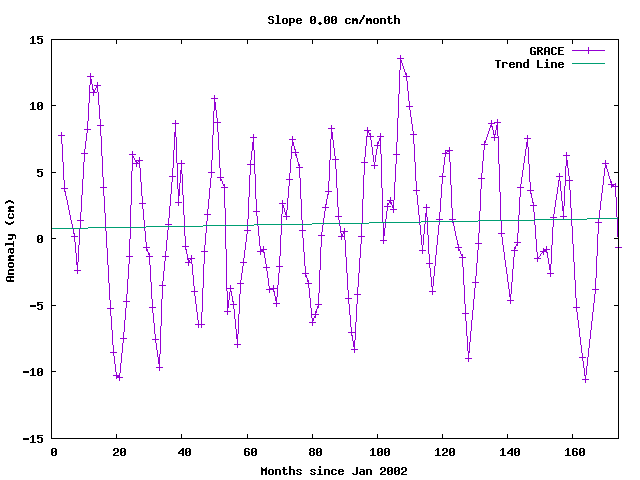 Slope 0.00 cm/month
GRACE
Trend Line
15
10
5
0
-5
-10
-15
Anomaly (cm)
0 20 40 60 80 100 120 140 160
Months since Jan 2002